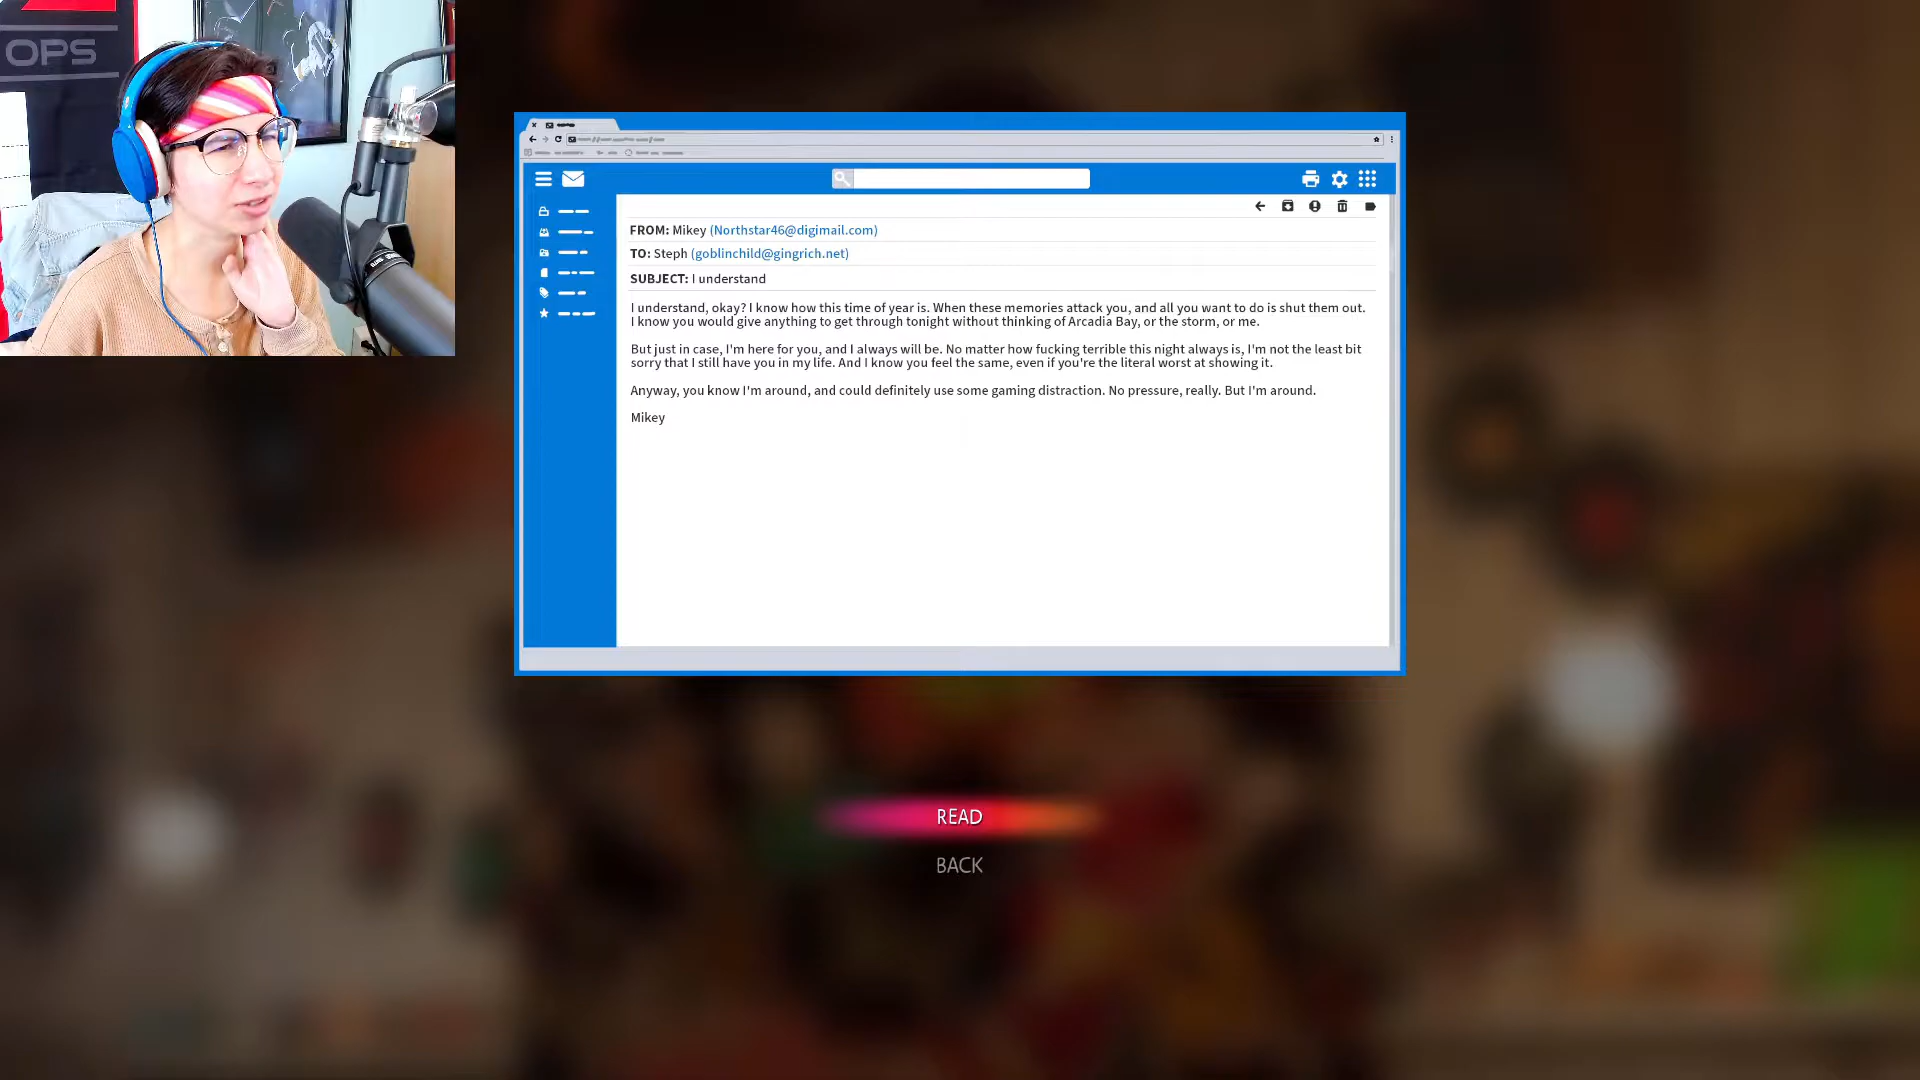 OPS
FROM: Mikey (Northstar46@digimail.com)
TO: Steph (goblinchild@gingrich.net)
SUBJECT: I understand
I understand, okay? I know how this time of year is. When these memories attack you, and all you want to do is shut them out.
I know you would give anything to get through tonight without thinking of Arcadia Bay, or the storm, or me.
But just in case, I'm here for you, and I always will be. No matter how fucking terrible this night always is, I'm not the least bit
sorry that I still have you in my life. And I know you feel the same, even if you're the literal worst at showing it.
Anyway, you know I'm around, and could definitely use some gaming distraction. No pressure, really. But I'm around.
Mikey
READ
BACK